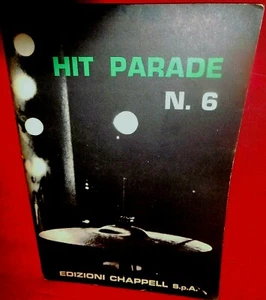 HIT PARADE
N. 6
EDIZIONI CHAPPELL S.p.A.